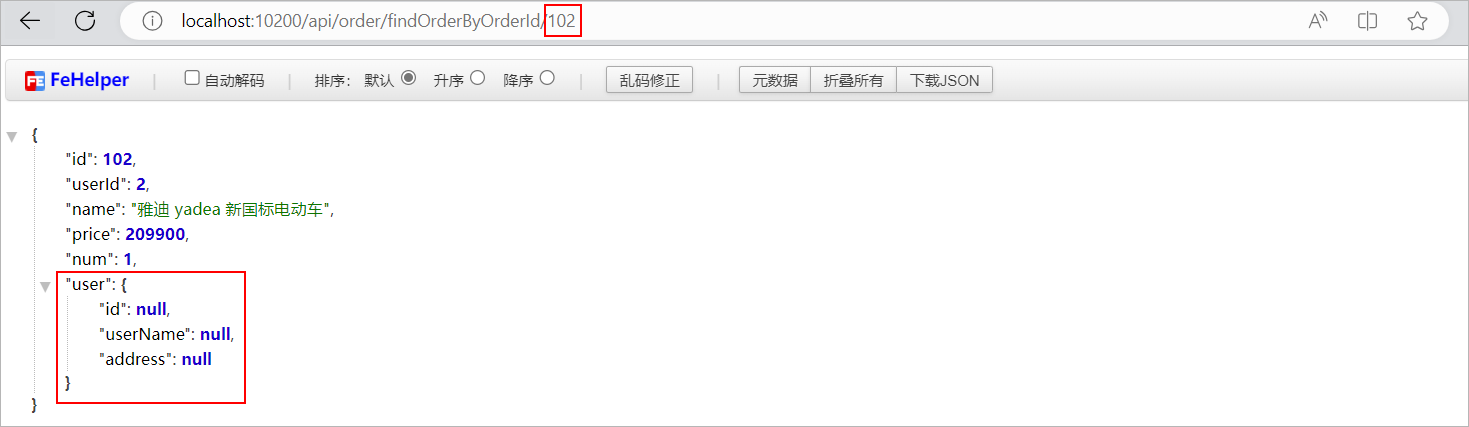 localhost:10200/api/order/findOrderByOrderId/102
FE FeHelper | 自动解码 | 排序： 默认 升序 降序 | 乱码修正 | 元数据 折叠所有 下载JSON
{
"id": 102,
"userId": 2,
"name": "雅迪 yadea 新国标电动车",
"price": 209900,
"num": 1,
"user": {
"id": null,
"userName": null,
"address": null
}
}